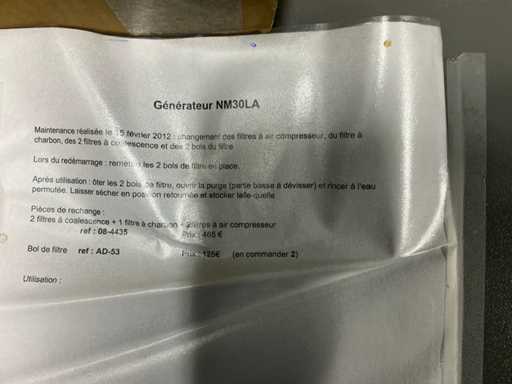 Générateur NM30LA
Maintenance réalisée le 15 février 2012 : changement des filtres à air compresseur, du filtre à
charbon, des 2 filtres à coalescence et des 2 bols du filtre
Lors du redémarrage : remettre les 2 bols de filtre en place.
Après utilisation : ôter les 2 bols de filtre, ouvrir la purge (partie basse à dévisser) et rincer à l'eau
permutée. Laisser sécher en position retournée et stocker telle-quelle
Pièces de rechange :
2 filtres à coalescence + 1 filtre à charbon + filtres à air compresseur
ref : 08-4435 Prix : 465 €
Bol de filtre ref : AD-53 Prix : 125€ (en commander 2)
Utilisation :